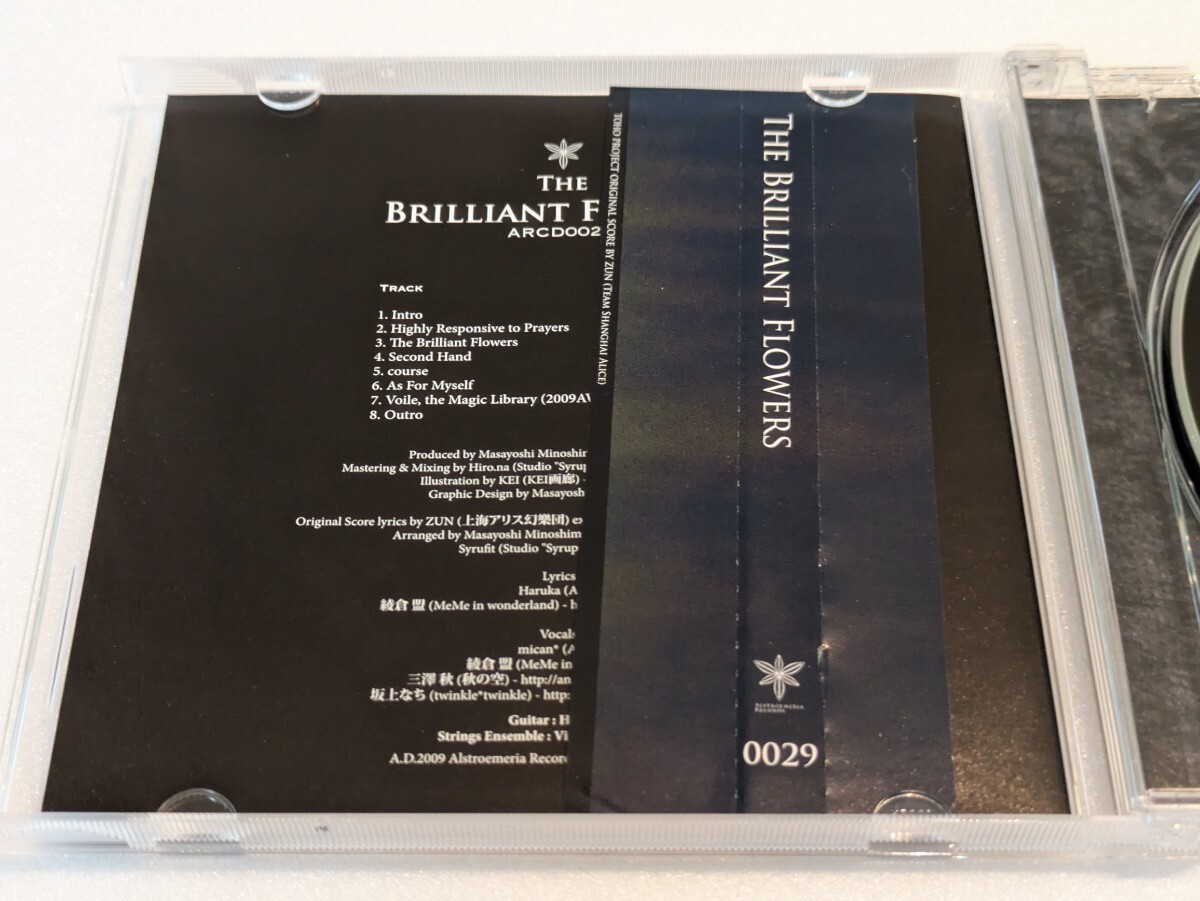 THE
BRILLIANT F
ARCD002
TRACK
1. Intro
2. Highly Responsive to Prayers
3. The Brilliant Flowers
4. Second Hand
5. course
6. As For Myself
7. Voile, the Magic Library (2009AV
8. Outro
Produced by Masayoshi Minoshim
Mastering & Mixing by Hiro.na (Studio "Syrup
Illustration by KEI (KEI画廊) -
Graphic Design by Masayosh
Original Score lyrics by ZUN (上海アリス幻樂団) ex
Arranged by Masayoshi Minoshim
Syrufit (Studio "Syrup
Lyrics
Haruka (A
綾倉 盟 (MeMe in wonderland) - h
Vocals
mican* (A
綾倉 盟 (MeMe in
三澤 秋 (秋の空) - http://an
坂上なち (twinkle*twinkle) - http:
Guitar : H
Strings Ensemble : Vi
A.D.2009 Alstroemeria Record
TOHO PROJECT ORIGINAL SCORE BY ZUN (TEAM SHANGHAI ALICE)
THE BRILLIANT FLOWERS
ALSTROEMERIA
RECORDS
0029